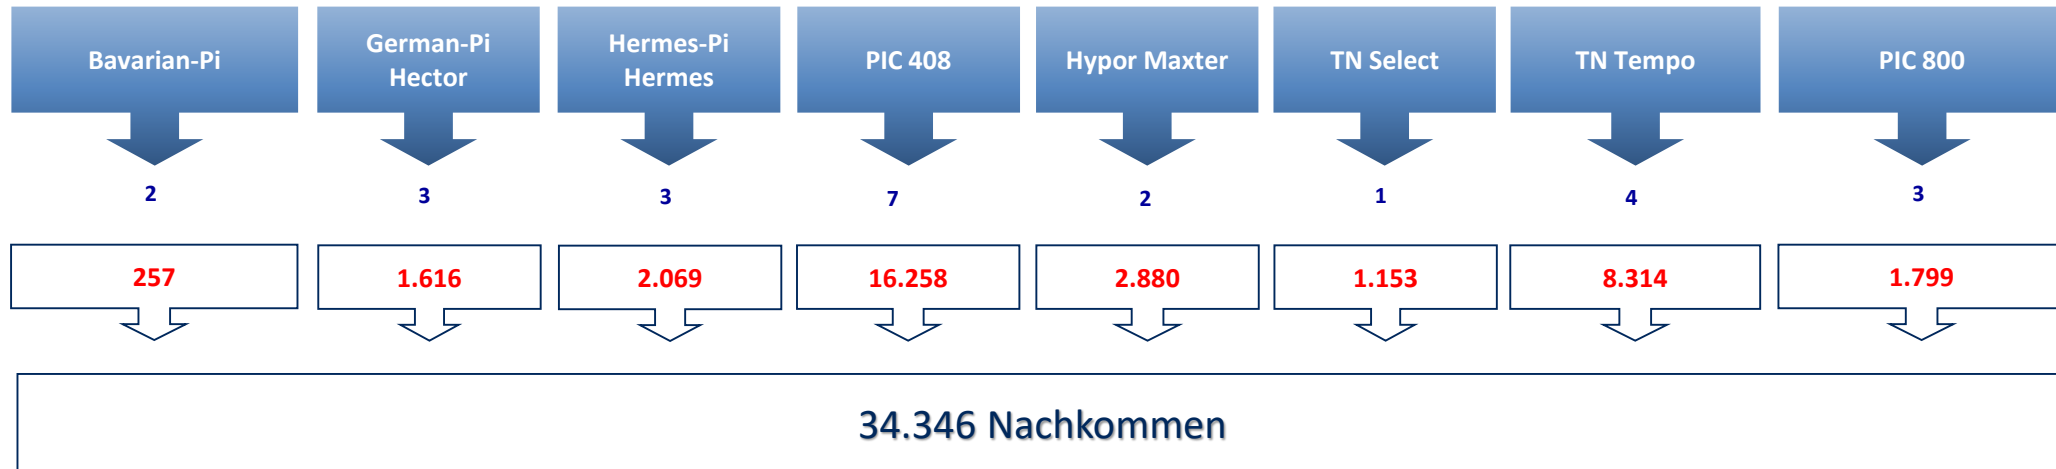 Bavarian-Pi
German-Pi
Hector
Hermes-Pi
Hermes
PIC 408
Hypor Maxter
TN Select
TN Tempo
PIC 800
2
3
3
7
2
1
4
3
257
1.616
2.069
16.258
2.880
1.153
8.314
1.799
34.346 Nachkommen